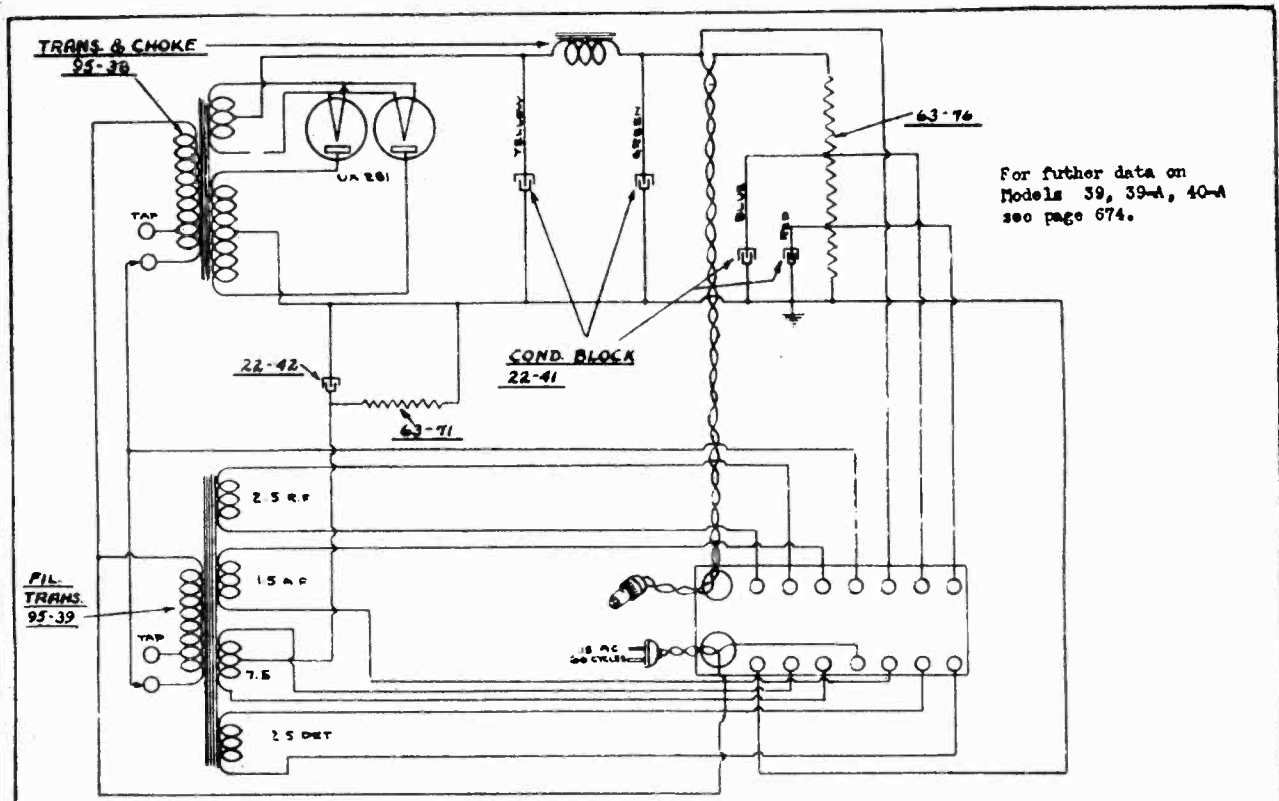 TRANS & CHOKE
95-38
TAP
UX 281
YELLOW
GREEN
BLUE
RED
63-76
For futher data on
Models 39, 39-A, 40-A
see page 674.
22-42
63-71
COND. BLOCK
22-41
FIL.
TRANS.
95-39
TAP
2.5 R.F
1.5 A F
7.5
2.5 DET
AC
60 CYCLES